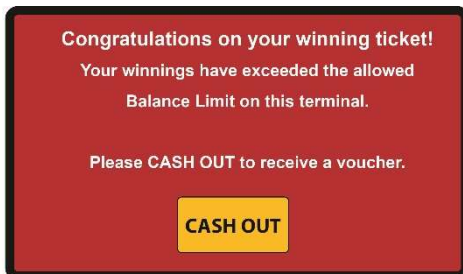 Congratulations on your winning ticket!
Your winnings have exceeded the allowed
Balance Limit on this terminal.
Please CASH OUT to receive a voucher.
CASH OUT